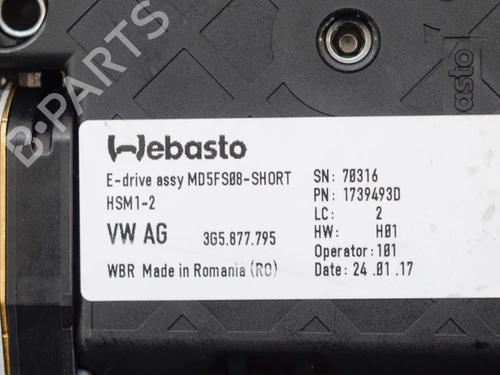 Webasto
E-drive assy MD5FS08-SHORT
HSM1-2
VW AG 3G5.877.795
WBR Made in Romania (RO)
SN: 70316
PN: 1739493D
LC: 2
HW: H01
Operator: 101
Date: 24 .01 .17
B-PARTS
asto